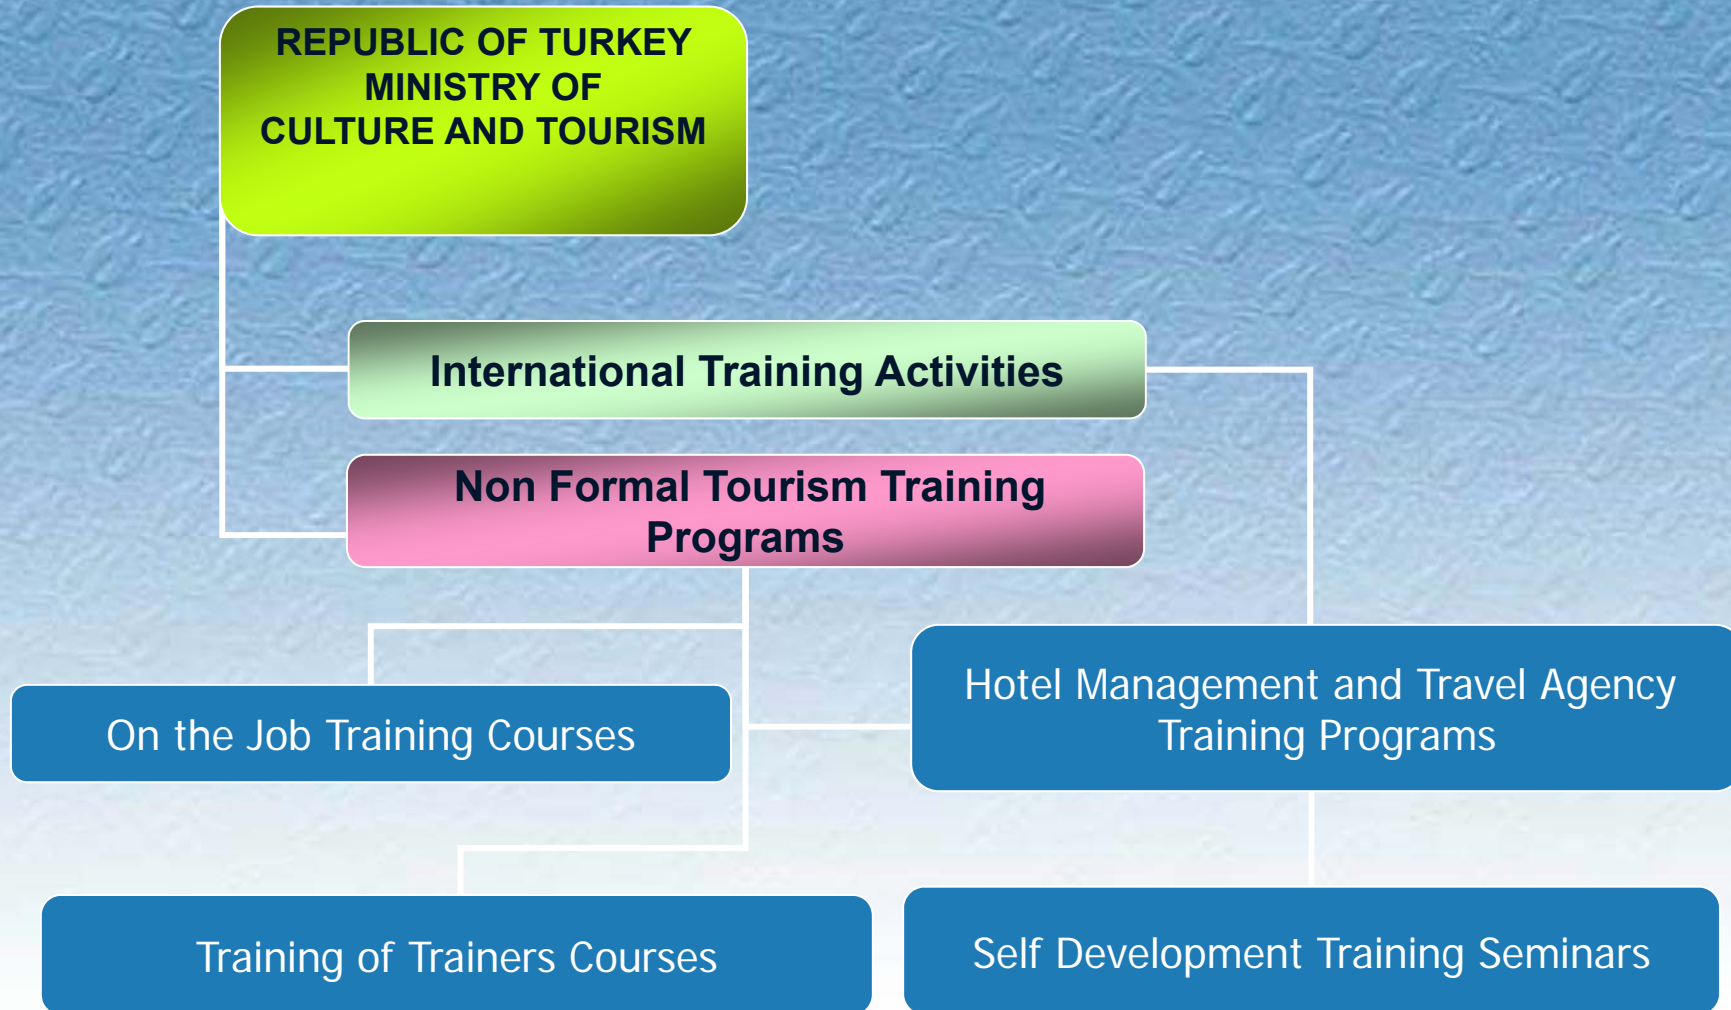 REPUBLIC OF TURKEY
MINISTRY OF
CULTURE AND TOURISM
International Training Activities
Non Formal Tourism Training
Programs
On the Job Training Courses
Hotel Management and Travel Agency
Training Programs
Training of Trainers Courses
Self Development Training Seminars